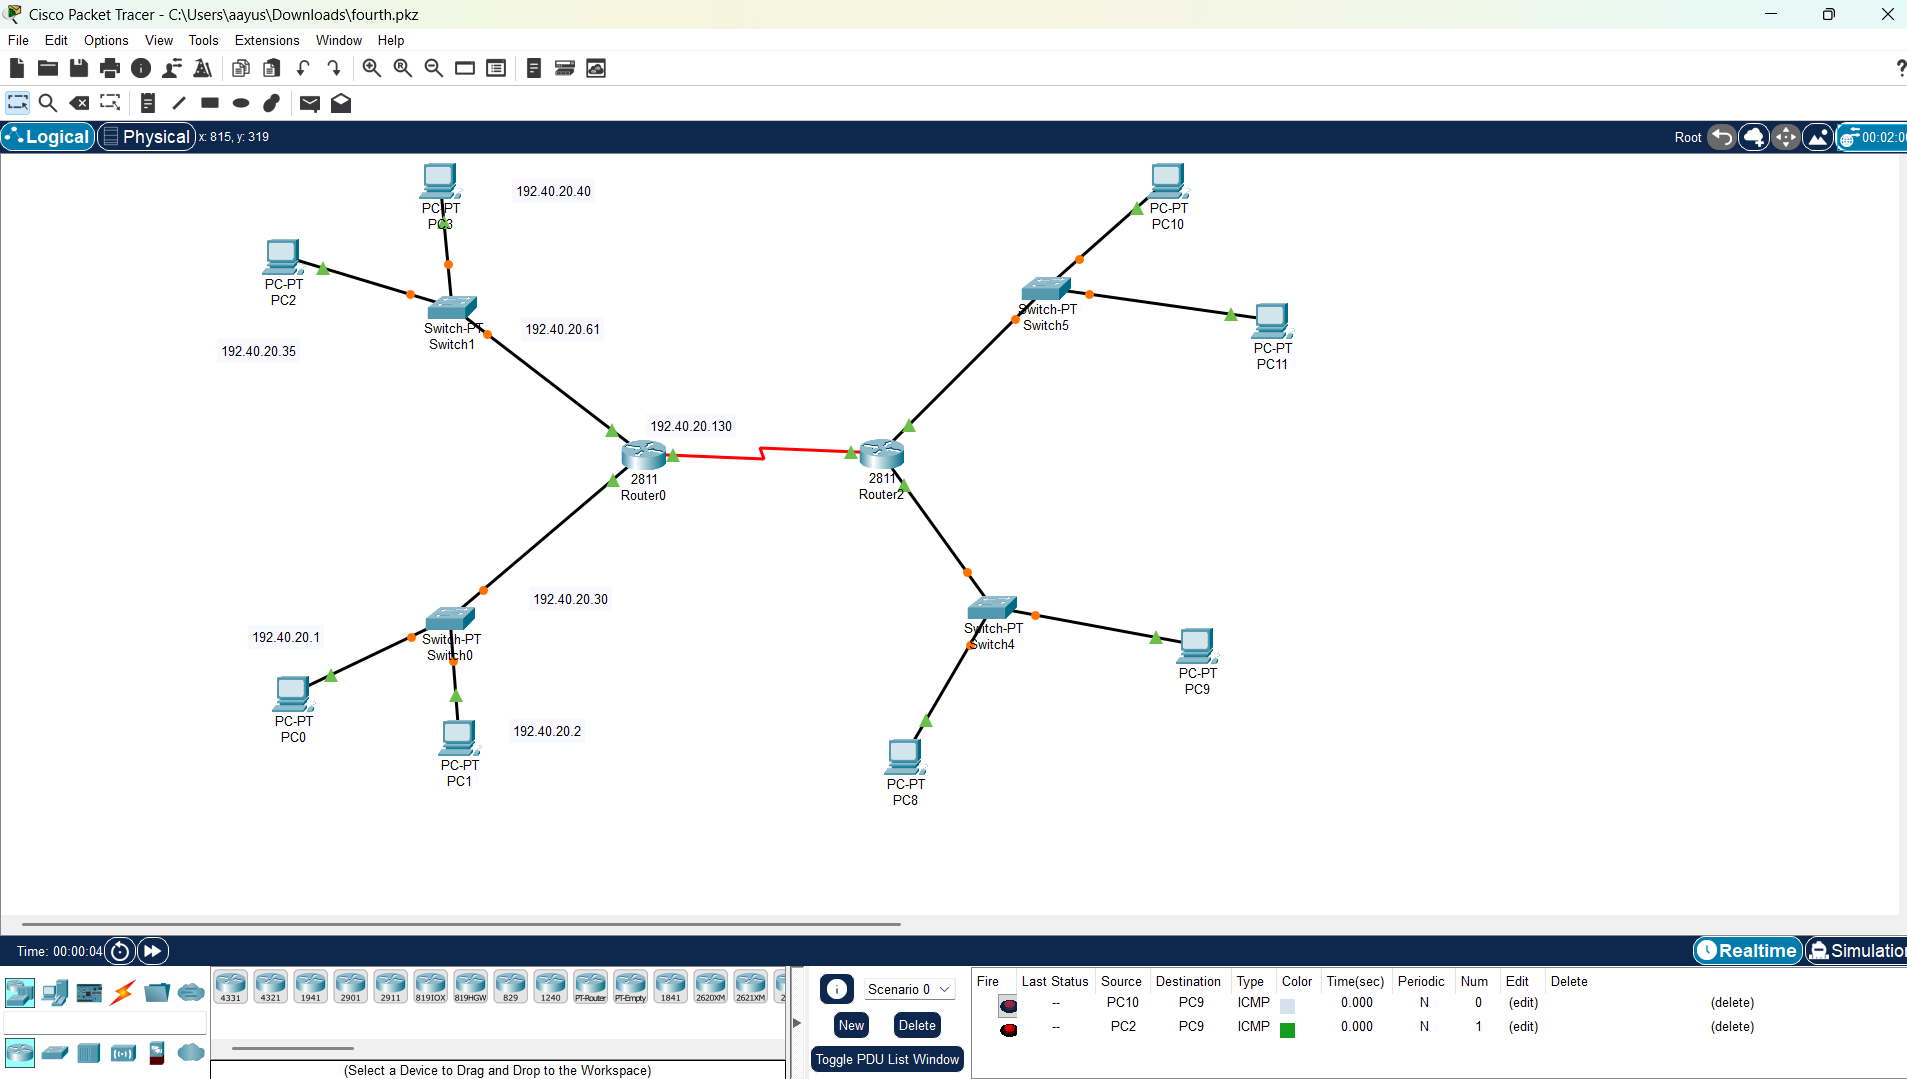 Cisco Packet Tracer - C:\Users\aayus\Downloads\fourth.pkz
File Edit Options View Tools Extensions Window Help
?
Logical Physical x: 815, y: 319 Root 00:02:00
PC-PT
PC3
192.40.20.40
PC-PT
PC10
PC-PT
PC2
Switch-PT
Switch1
192.40.20.61
192.40.20.35
Switch-PT
Switch5
PC-PT
PC11
192.40.20.130
2811
Router0
2811
Router2
192.40.20.30
192.40.20.1
Switch-PT
Switch0
Switch-PT
Switch4
PC-PT
PC9
PC-PT
PC0
192.40.20.2
PC-PT
PC1
PC-PT
PC8
Time: 00:00:04 Realtime Simulation
4331 4321 1941 2901 2911 819IOX 819HGW 829 1240 PT-Router PT-Empty 1841 2620XM 2621XM 2
(Select a Device to Drag and Drop to the Workspace)
Scenario 0
New Delete
Toggle PDU List Window
Fire Last Status Source Destination Type Color Time(sec) Periodic Num Edit Delete
-- PC10 PC9 ICMP 0.000 N 0 (edit) (delete)
-- PC2 PC9 ICMP 0.000 N 1 (edit) (delete)